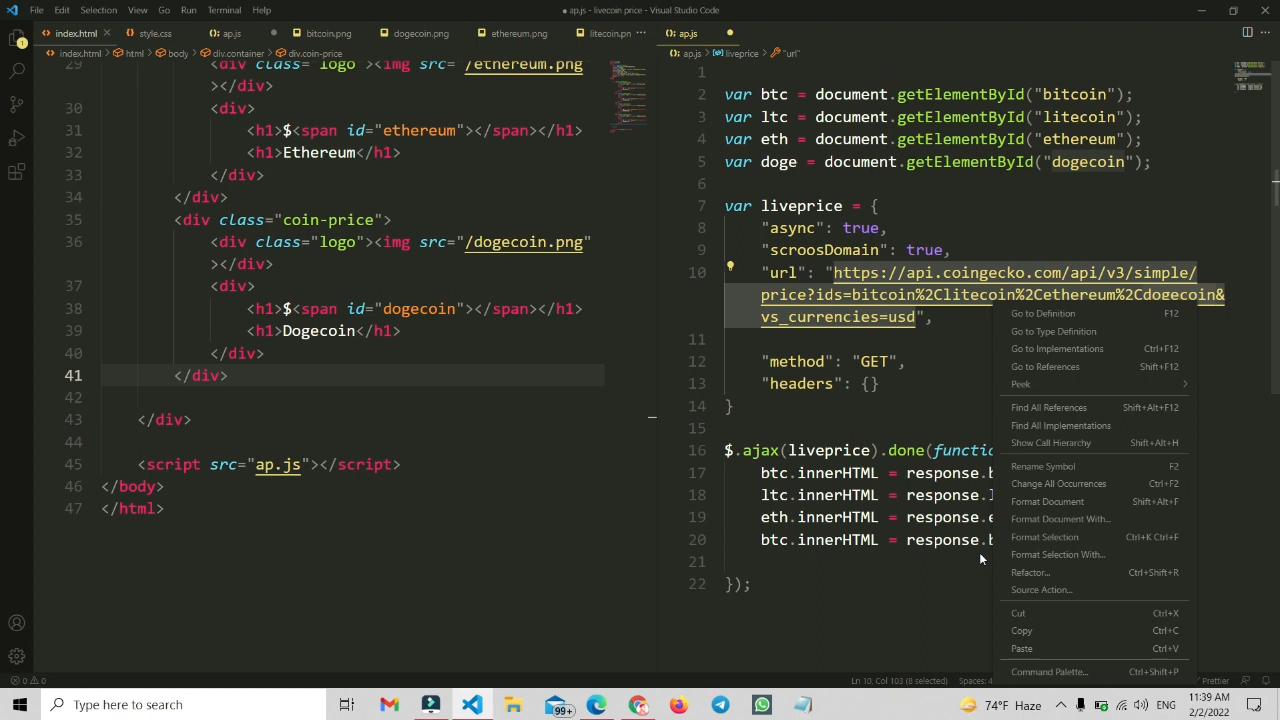 File Edit Selection View Go Run Terminal Help
● ap.js - livecoin price - Visual Studio Code
index.html style.css ap.js bitcoin.png dogecoin.png ethereum.png litecoin.pn ···
index.html > html > body > div.container > div.coin-price
29 <div class="logo"><img src="/ethereum.png
></div>
30 <div>
31 <h1>$<span id="ethereum"></span></h1>
32 <h1>Ethereum</h1>
33 </div>
34 </div>
35 <div class="coin-price">
36 <div class="logo"><img src="/dogecoin.png"
></div>
37 <div>
38 <h1>$<span id="dogecoin"></span></h1>
39 <h1>Dogecoin</h1>
40 </div>
41 </div>
42
43 </div>
44
45 <script src="ap.js"></script>
46 </body>
47 </html>
ap.js
ap.js > liveprice > "url"
1
2 var btc = document.getElementById("bitcoin");
3 var ltc = document.getElementById("litecoin");
4 var eth = document.getElementById("ethereum");
5 var doge = document.getElementById("dogecoin");
6
7 var liveprice = {
8 "async": true,
9 "scroosDomain": true,
10 "url": "https://api.coingecko.com/api/v3/simple/
price?ids=bitcoin%2Clitecoin%2Cethereum%2Cdogecoin&
vs_currencies=usd",
11
12 "method": "GET",
13 "headers": {}
14 }
15
16 $.ajax(liveprice).done(functio
17 btc.innerHTML = response.b
18 ltc.innerHTML = response.l
19 eth.innerHTML = response.e
20 btc.innerHTML = response.b
21
22 });
Go to Definition F12
Go to Type Definition
Go to Implementations Ctrl+F12
Go to References Shift+F12
Peek
Find All References Shift+Alt+F12
Find All Implementations
Show Call Hierarchy Shift+Alt+H
Rename Symbol F2
Change All Occurrences Ctrl+F2
Format Document Shift+Alt+F
Format Document With...
Format Selection Ctrl+K Ctrl+F
Format Selection With...
Refactor... Ctrl+Shift+R
Source Action...
Cut Ctrl+X
Copy Ctrl+C
Paste Ctrl+V
Command Palette... Ctrl+Shift+P
0 0 Ln 10, Col 103 (8 selected) Spaces: 4 Prettier
Type here to search
99+
74°F Haze ENG 11:39 AM
2/2/2022